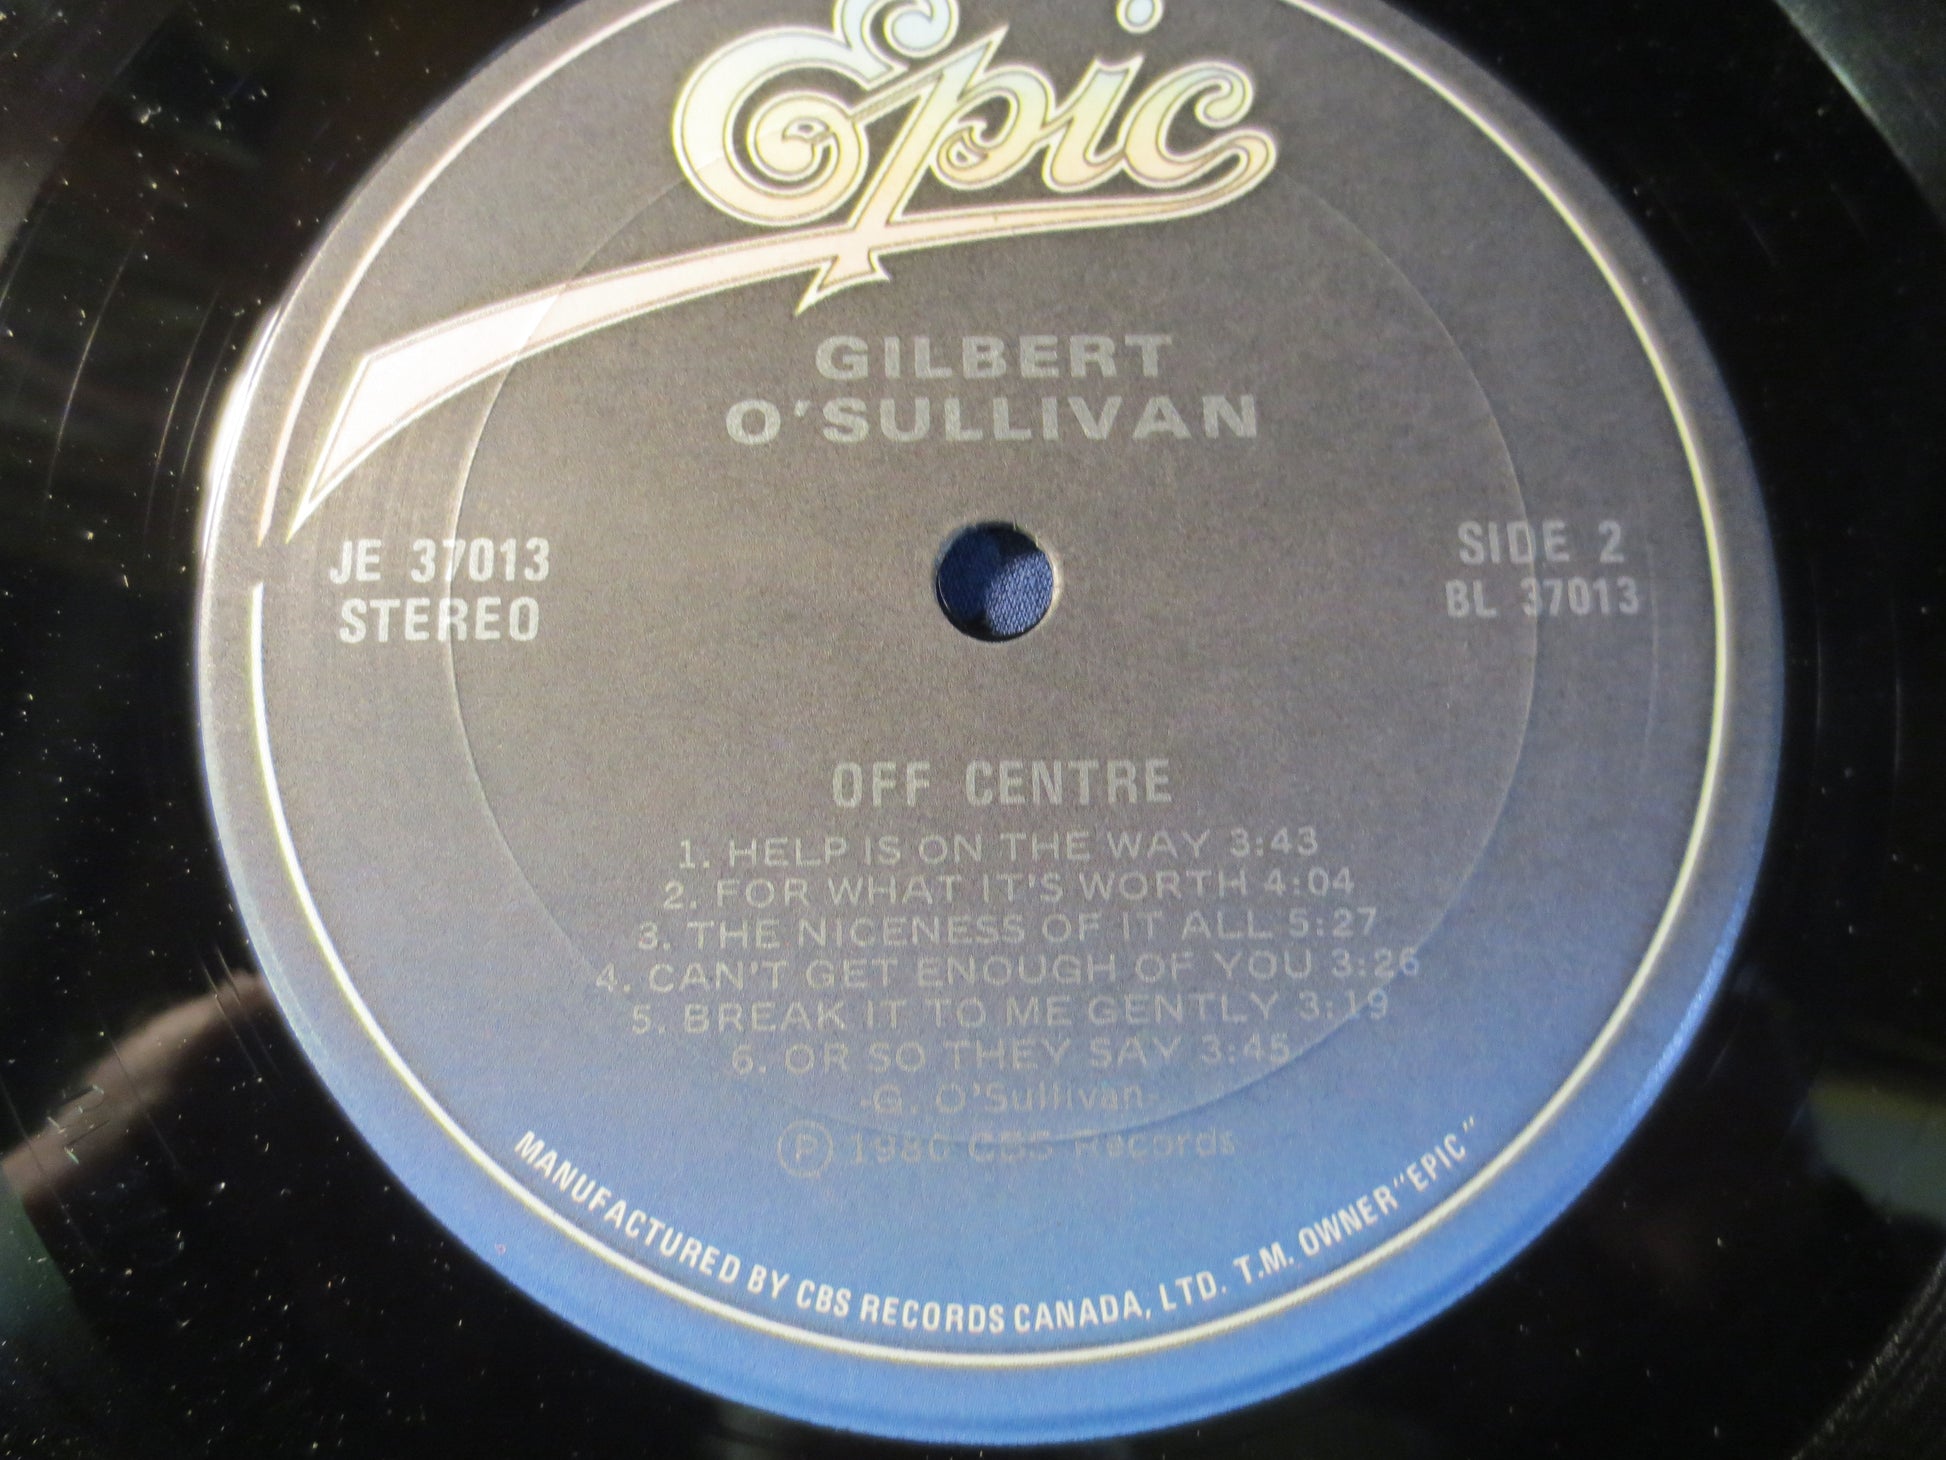 Epic
GILBERT
O'SULLIVAN
JE 37013
STEREO
SIDE 2
BL 37013
OFF CENTRE
1. HELP IS ON THE WAY 3:43
2. FOR WHAT IT'S WORTH 4:04
3. THE NICENESS OF IT ALL 5:27
4. CAN'T GET ENOUGH OF YOU 3:26
5. BREAK IT TO ME GENTLY 3:19
6. OR SO THEY SAY 3:45
-G. O'Sullivan-
Ⓟ 1980 CBS Records
MANUFACTURED BY CBS RECORDS CANADA, LTD. T.M. OWNER "EPIC"